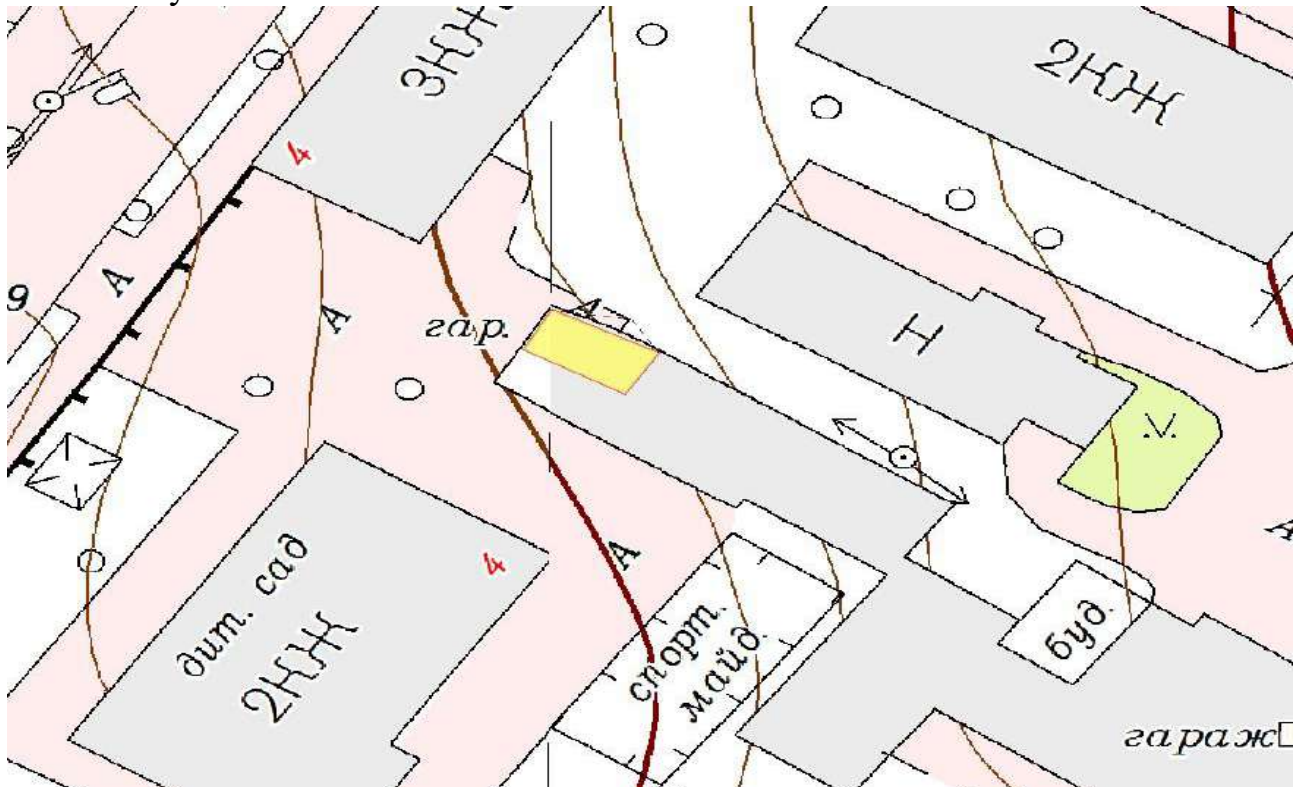 3КЖ
2КЖ
4
А
9
А
гар.
Н
А
А
дит. сад
2КЖ
4
спорт.
майд.
буд.
гараж